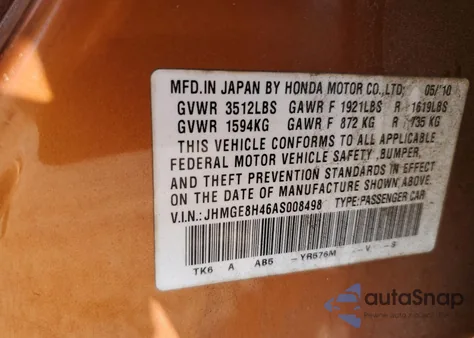 MFD.IN JAPAN BY HONDA MOTOR CO.,LTD; 05/'10
GVWR 3512LBS GAWR F 1921LBS R 1619LBS
GVWR 1594KG GAWR F 872 KG R 735 KG
THIS VEHICLE CONFORMS TO ALL APPLICABLE
FEDERAL MOTOR VEHICLE SAFETY ,BUMPER,
AND THEFT PREVENTION STANDARDS IN EFFECT
ON THE DATE OF MANUFACTURE SHOWN ABOVE.
V.I.N.: JHMGE8H46AS008498 TYPE:PASSENGER CAR
TK6 A AB5 -YR576M --V -S
autoSnap